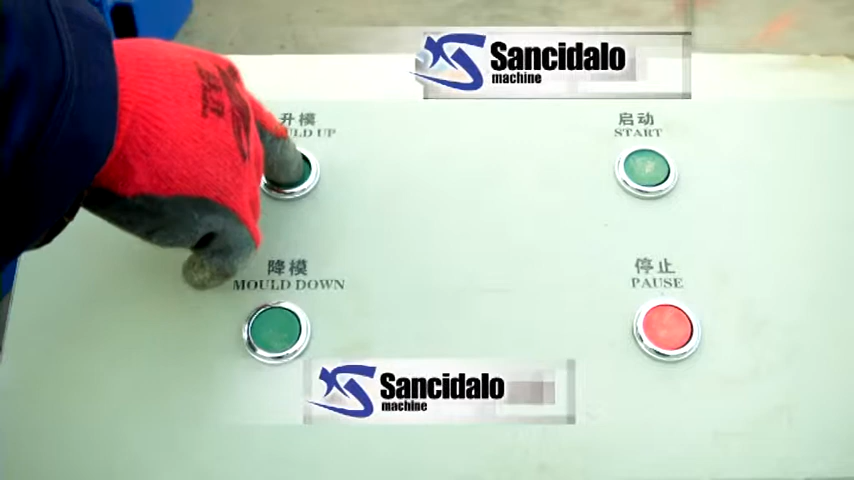 Sancidalo
machine
升模
ULD UP
启动
START
降模
MOULD DOWN
停止
PAUSE
Sancidalo
machine